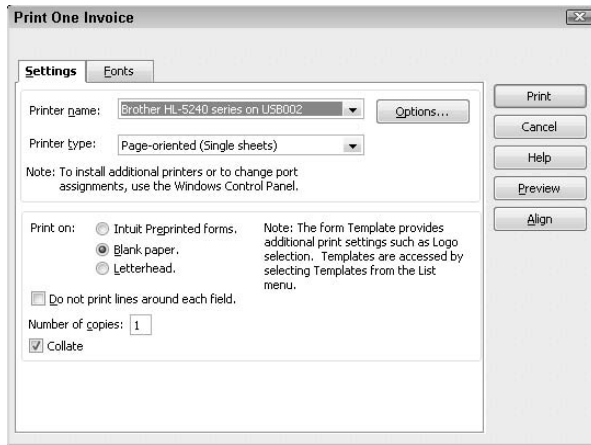 Print One Invoice
Settings
Fonts
Printer name:
Brother HL-5240 series on USB002
Options...
Printer type:
Page-oriented (Single sheets)
Note: To install additional printers or to change port
assignments, use the Windows Control Panel.
Print on:
Intuit Preprinted forms.
Blank paper.
Letterhead.
Note: The form Template provides
additional print settings such as Logo
selection. Templates are accessed by
selecting Templates from the List
menu.
Do not print lines around each field.
Number of copies: 1
Collate
Print
Cancel
Help
Preview
Align